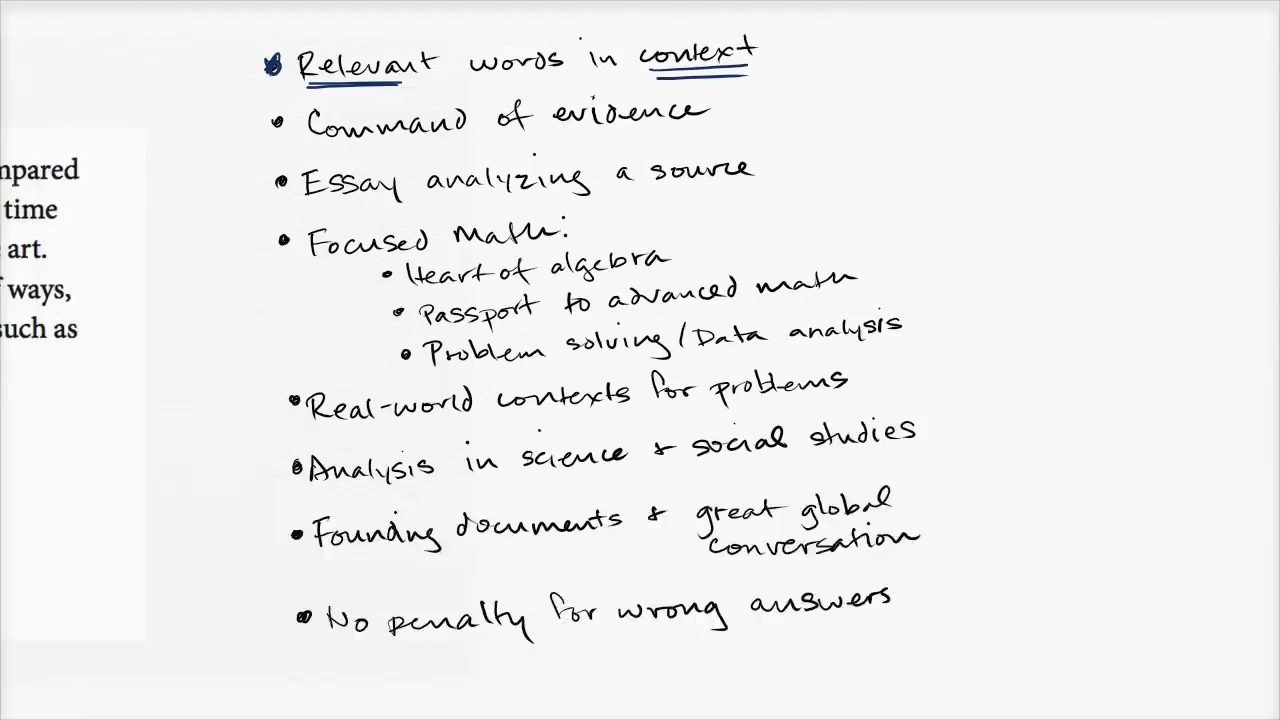 mpared
time
art.
ways,
such as
• Relevant words in context
• Command of evidence
• Essay analyzing a source
• Focused Math:
• Heart of algebra
• Passport to advanced math
• Problem solving/Data analysis
• Real-world contexts for problems
• Analysis in science & social studies
• Founding documents & great global
conversation
• No penalty for wrong answers